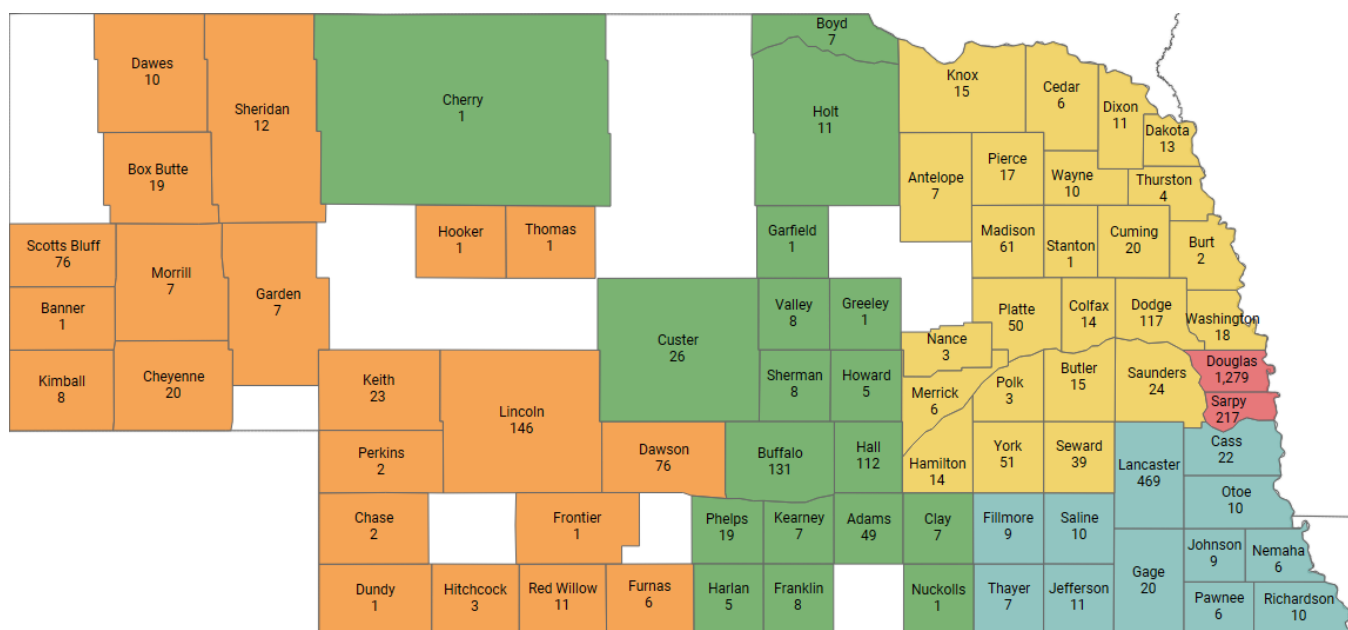 Dawes
10
Sheridan
12
Cherry
1
Boyd
7
Holt
11
Knox
15
Cedar
6
Dixon
11
Dakota
13
Box Butte
19
Antelope
7
Pierce
17
Wayne
10
Thurston
4
Scotts Bluff
76
Morrill
7
Garden
7
Hooker
1
Thomas
1
Garfield
1
Madison
61
Stanton
1
Cuming
20
Burt
2
Banner
1
Custer
26
Valley
8
Greeley
1
Platte
50
Colfax
14
Dodge
117
Washington
18
Nance
3
Kimball
8
Cheyenne
20
Keith
23
Lincoln
146
Sherman
8
Howard
5
Merrick
6
Polk
3
Butler
15
Saunders
24
Douglas
1,279
Sarpy
217
Perkins
2
Dawson
76
Buffalo
131
Hall
112
Hamilton
14
York
51
Seward
39
Lancaster
469
Cass
22
Otoe
10
Chase
2
Frontier
1
Phelps
19
Kearney
7
Adams
49
Clay
7
Fillmore
9
Saline
10
Johnson
9
Nemaha
6
Dundy
1
Hitchcock
3
Red Willow
11
Furnas
6
Harlan
5
Franklin
8
Nuckolls
1
Thayer
7
Jefferson
11
Gage
20
Pawnee
6
Richardson
10